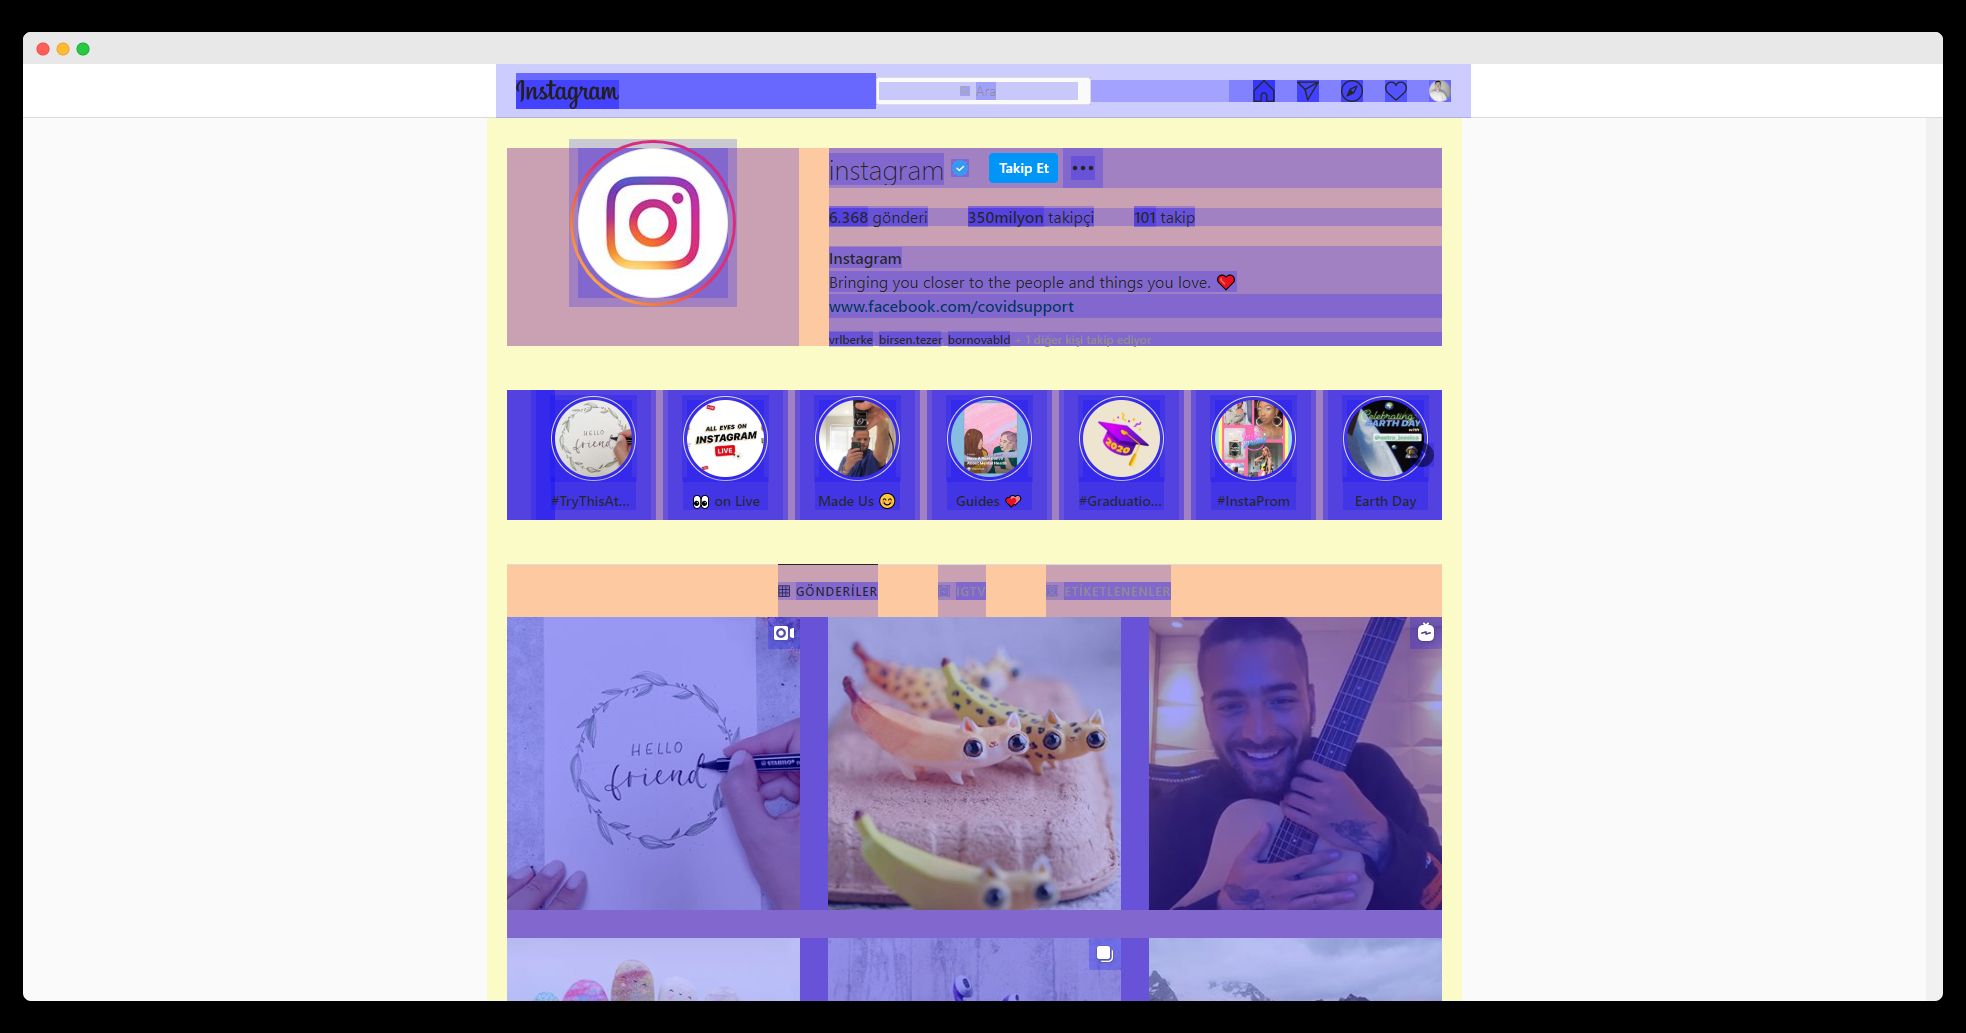 Instagram
Ara
instagram
Takip Et
6.368 gönderi 350milyon takipçi 101 takip
Instagram
Bringing you closer to the people and things you love. ❤️
www.facebook.com/covidsupport
vrlberke birsen.tezer bornovabld + 1 diğer kişi takip ediyor
HELLO
friend
ALL EYES ON
INSTAGRAM
LIVE
2020
Celebrating
EARTH DAY
with
#TryThisAt...
👀 on Live
Made Us 😊
Guides 💕
#Graduatio...
#InstaProm
Earth Day
GÖNDERİLER
IGTV
ETİKETLENENLER
HELLO
friend